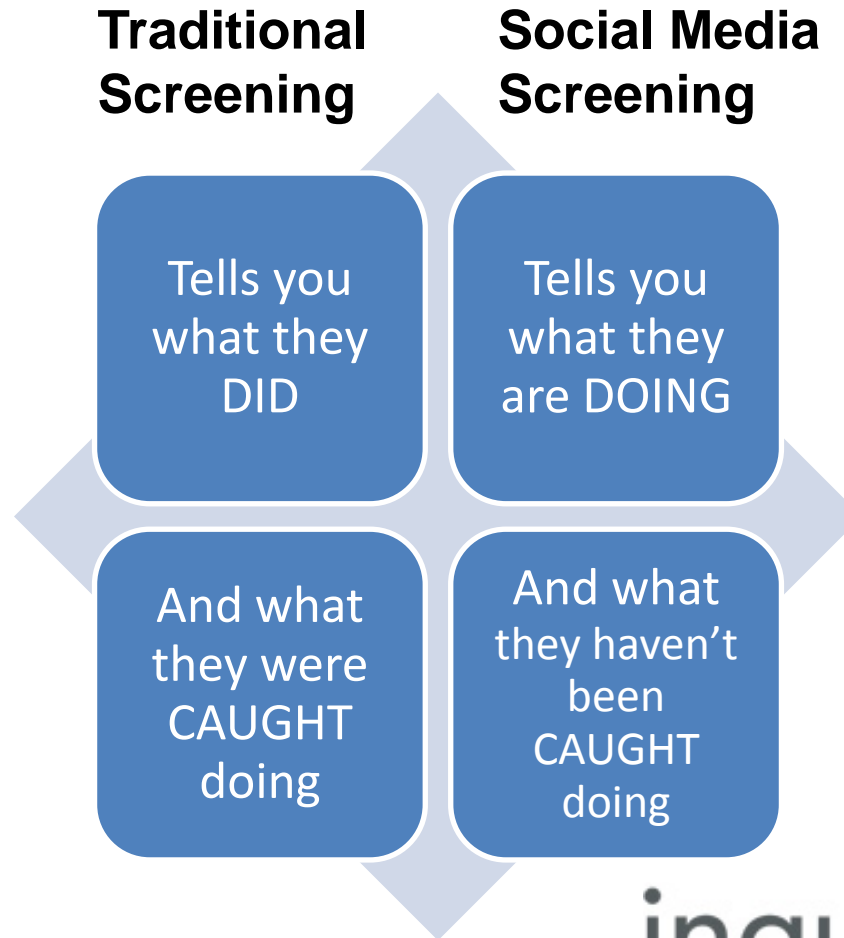 Traditional
Screening
Social Media
Screening
Tells you
what they
DID
Tells you
what they
are DOING
And what
they were
CAUGHT
doing
And what
they haven’t
been
CAUGHT
doing